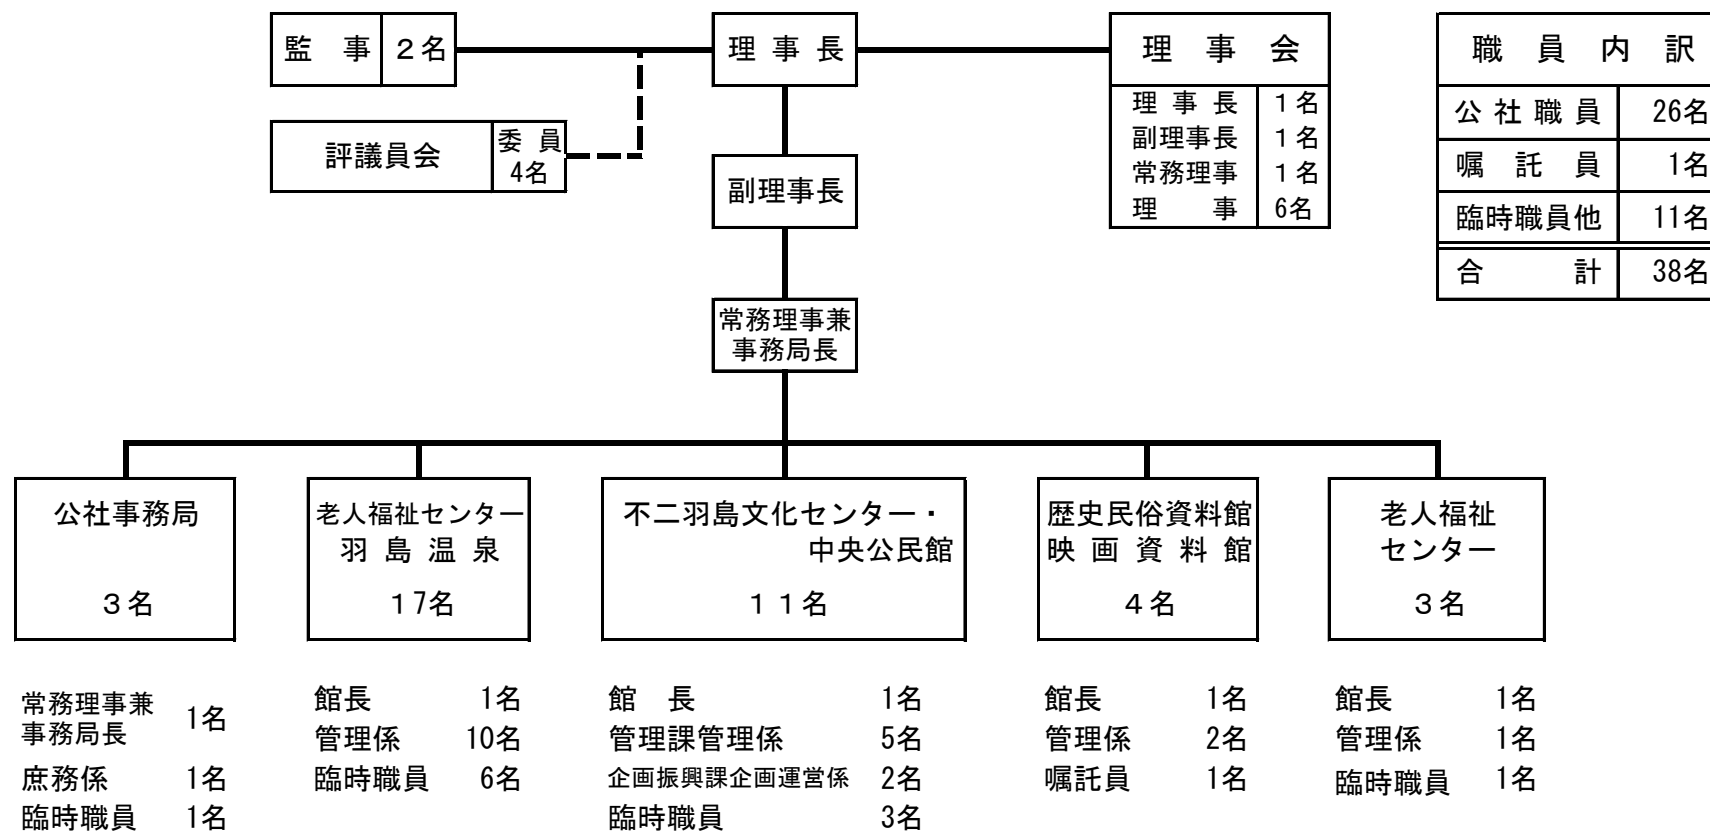 監　事 ２名
理 事 長
理　事　会
職　員　内　訳
評議員会 委 員
4名
副理事長
常務理事兼
事務局長
理 事 長 １名
副理事長 １名
常務理事 １名
理　　事 6名
公 社 職 員 26名
嘱　託　員 1名
臨時職員他 11名
合　　　計 38名
公社事務局
３名
老人福祉センター
羽 島 温 泉
17名
不二羽島文化センター・
中央公民館
１１名
歴史民俗資料館
映 画 資 料 館
４名
老人福祉
センター
３名
常務理事兼
事務局長 1名
庶務係 1名
臨時職員 1名
館長 1名
管理係 10名
臨時職員 6名
館　長 1名
管理課管理係 5名
企画振興課企画運営係 2名
臨時職員 3名
館長 1名
管理係 2名
嘱託員 1名
館長 1名
管理係 1名
臨時職員 1名